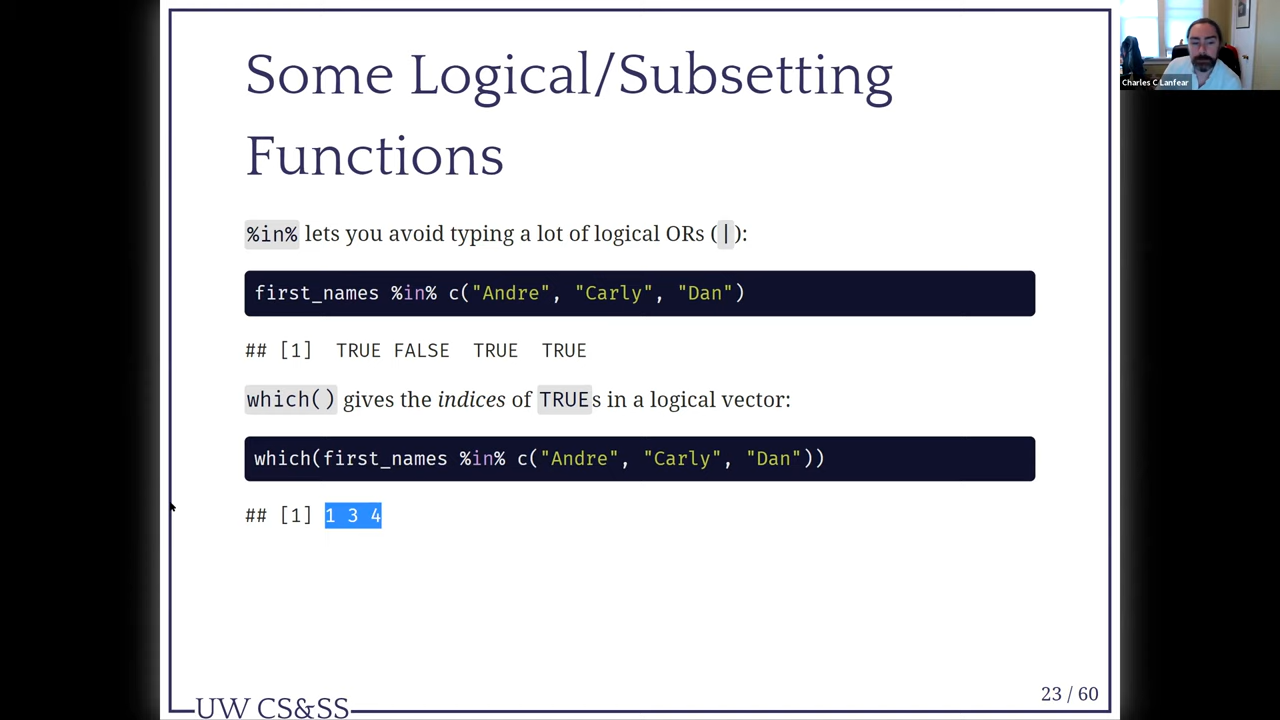 Some Logical/Subsetting
Functions
%in% lets you avoid typing a lot of logical ORs (|):
first_names %in% c("Andre", "Carly", "Dan")
## [1]  TRUE FALSE  TRUE  TRUE
which() gives the indices of TRUEs in a logical vector:
which(first_names %in% c("Andre", "Carly", "Dan"))
## [1] 1 3 4
UW CS&SS
23 / 60
Charles C Lanfear